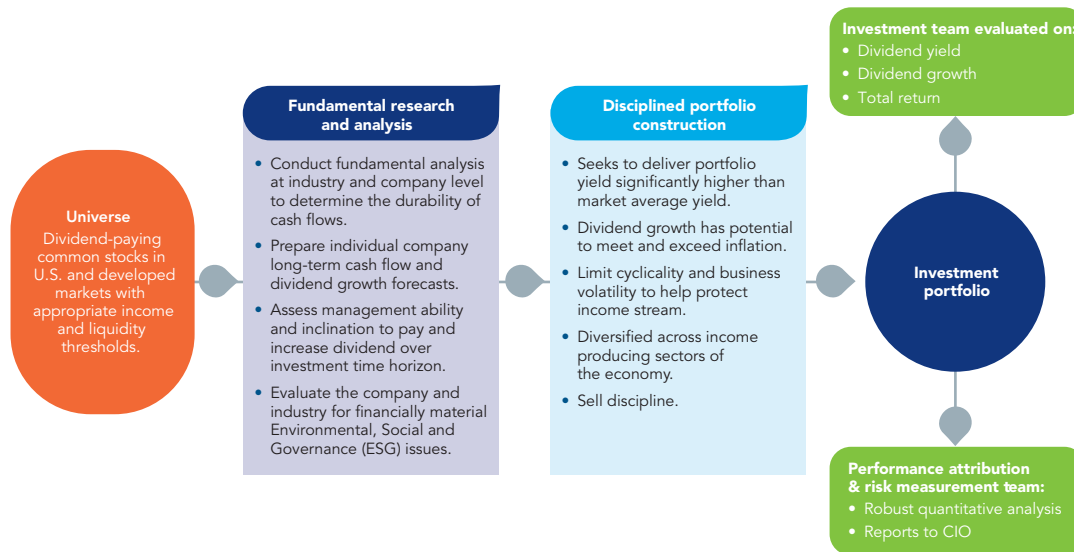 Universe
Dividend-paying
common stocks in
U.S. and developed
markets with
appropriate income
and liquidity
thresholds.
Fundamental research
and analysis
• Conduct fundamental analysis
at industry and company level
to determine the durability of
cash flows.
• Prepare individual company
long-term cash flow and
dividend growth forecasts.
• Assess management ability
and inclination to pay and
increase dividend over
investment time horizon.
• Evaluate the company and
industry for financially material
Environmental, Social and
Governance (ESG) issues.
Disciplined portfolio
construction
• Seeks to deliver portfolio
yield significantly higher than
market average yield.
• Dividend growth has potential
to meet and exceed inflation.
• Limit cyclicality and business
volatility to help protect
income stream.
• Diversified across income
producing sectors of
the economy.
• Sell discipline.
Investment team evaluated on:
• Dividend yield
• Dividend growth
• Total return
Investment
portfolio
Performance attribution
& risk measurement team:
• Robust quantitative analysis
• Reports to CIO